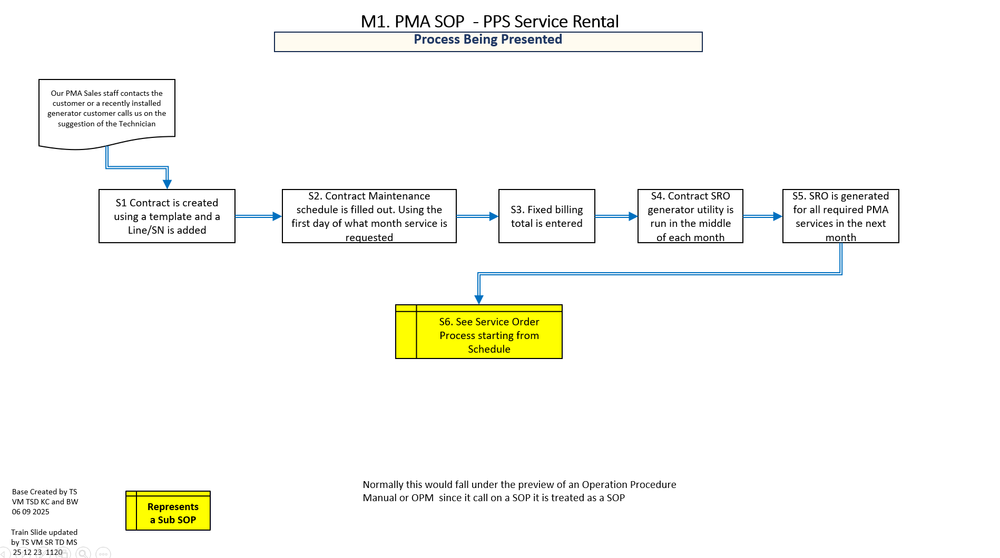 M1. PMA SOP  - PPS Service Rental
Process Being Presented
Our PMA Sales staff contacts the
customer or a recently installed
generator customer calls us on the
suggestion of the Technician
S1 Contract is created
using a template and a
Line/SN is added
S2. Contract Maintenance
schedule is filled out. Using the
first day of what month service is
requested
S3. Fixed billing
total is entered
S4. Contract SRO
generator utility is
run in the middle
of each month
S5. SRO is generated
for all required PMA
services in the next
month
S6. See Service Order
Process starting from
Schedule
Normally this would fall under the preview of an Operation Procedure
Manual or OPM  since it call on a SOP it is treated as a SOP
Base Created by TS
VM TSD KC and BW
06 09 2025
Represents
a Sub SOP
Train Slide updated
by TS VM SR TD MS
25 12 23  1120